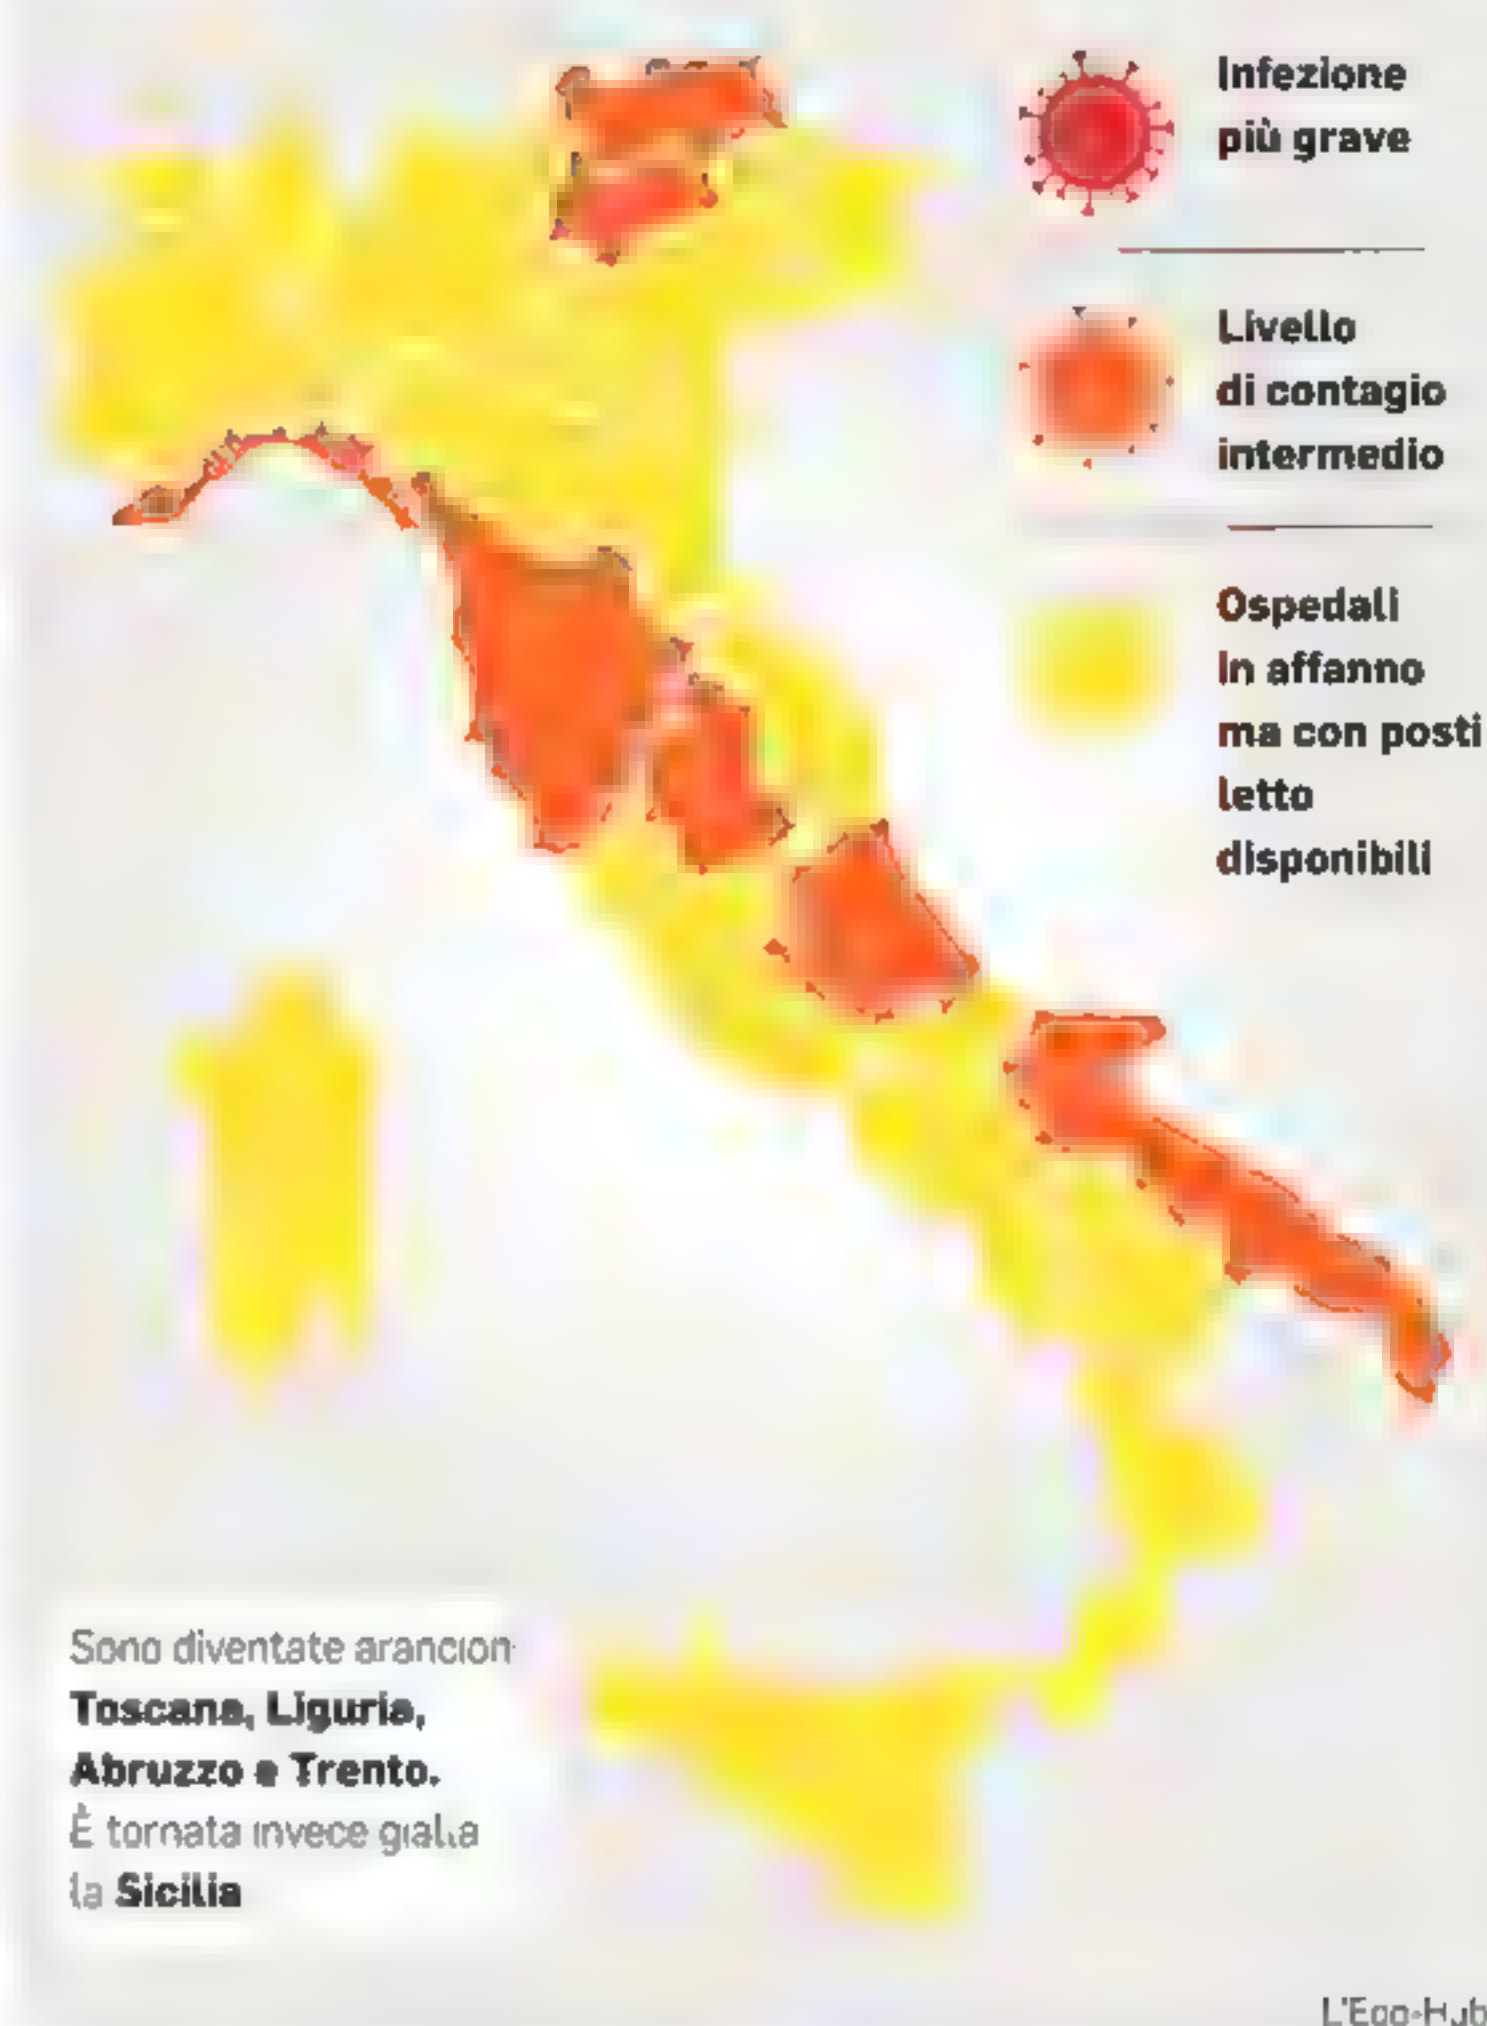 Infezione
più grave
Livello
di contagio
intermedio
Ospedali
in affanno
ma con posti
letto
disponibili
Sono diventate arancion
Toscana, Liguria,
Abruzzo e Trento.
È tornata invece gialla
la Sicilia
L'Ego-Hub